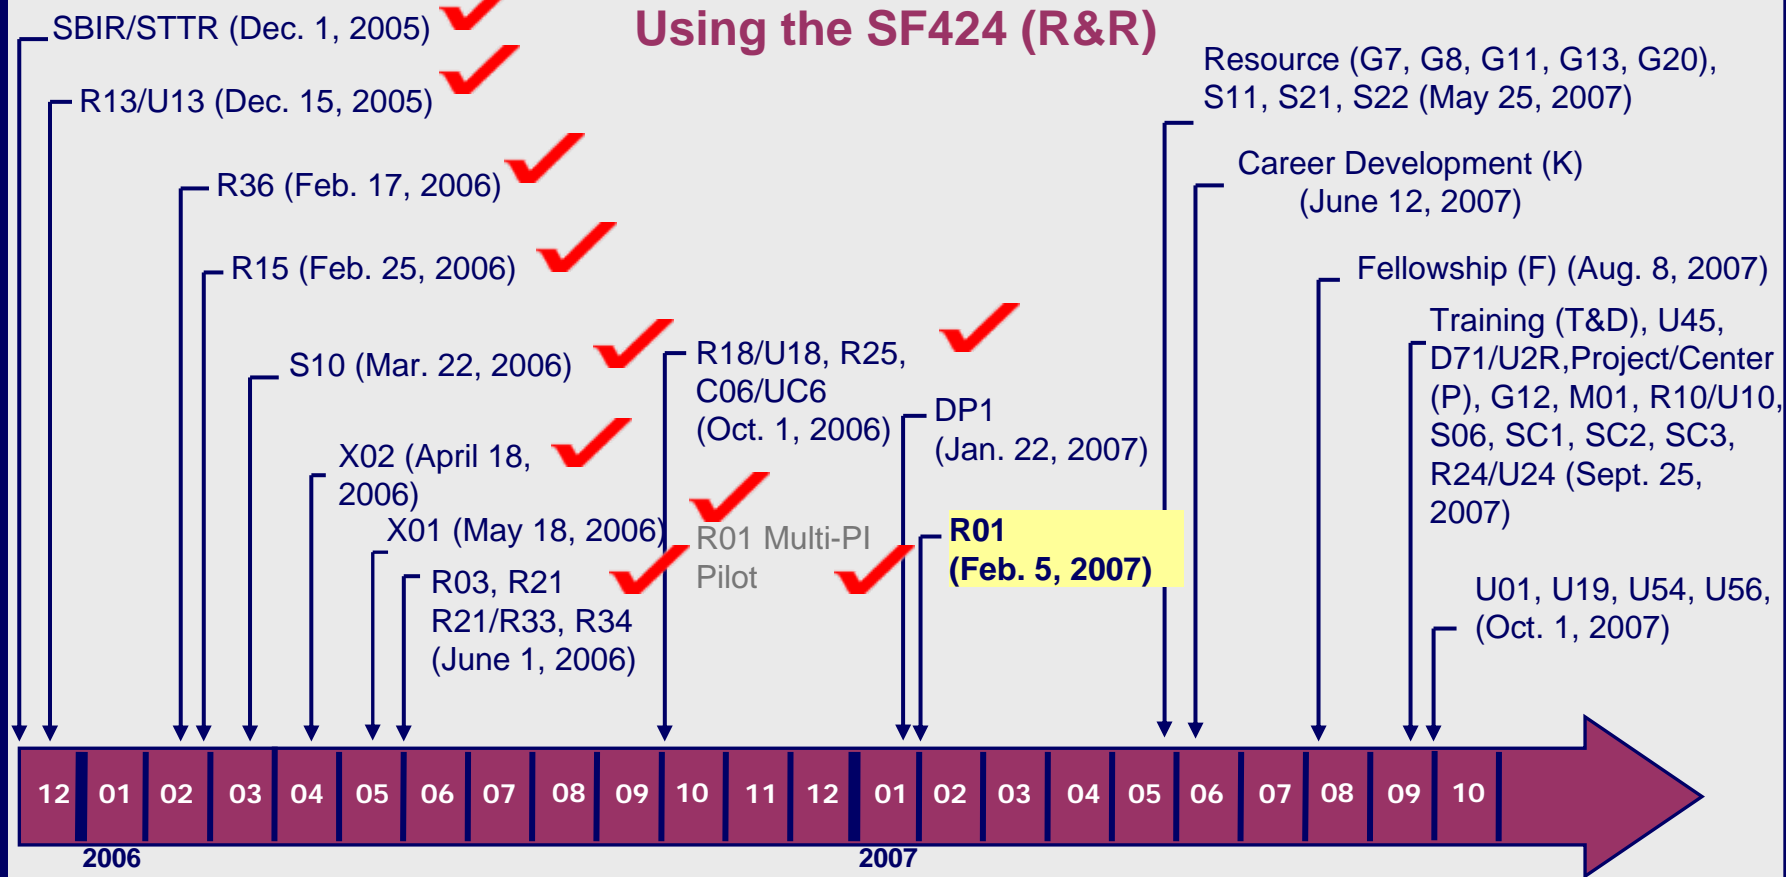 Using the SF424 (R&R)
SBIR/STTR (Dec. 1, 2005)
R13/U13 (Dec. 15, 2005)
R36 (Feb. 17, 2006)
R15 (Feb. 25, 2006)
S10 (Mar. 22, 2006)
X02 (April 18,
2006)
X01 (May 18, 2006)
R03, R21
R21/R33, R34
(June 1, 2006)
R18/U18, R25,
C06/UC6
(Oct. 1, 2006)
R01 Multi-PI
Pilot
DP1
(Jan. 22, 2007)
R01
(Feb. 5, 2007)
Resource (G7, G8, G11, G13, G20),
S11, S21, S22 (May 25, 2007)
Career Development (K)
(June 12, 2007)
Fellowship (F) (Aug. 8, 2007)
Training (T&D), U45,
D71/U2R,Project/Center
(P), G12, M01, R10/U10,
S06, SC1, SC2, SC3,
R24/U24 (Sept. 25,
2007)
U01, U19, U54, U56,
(Oct. 1, 2007)
12 01 02 03 04 05 06 07 08 09 10 11 12 01 02 03 04 05 06 07 08 09 10
2006 2007